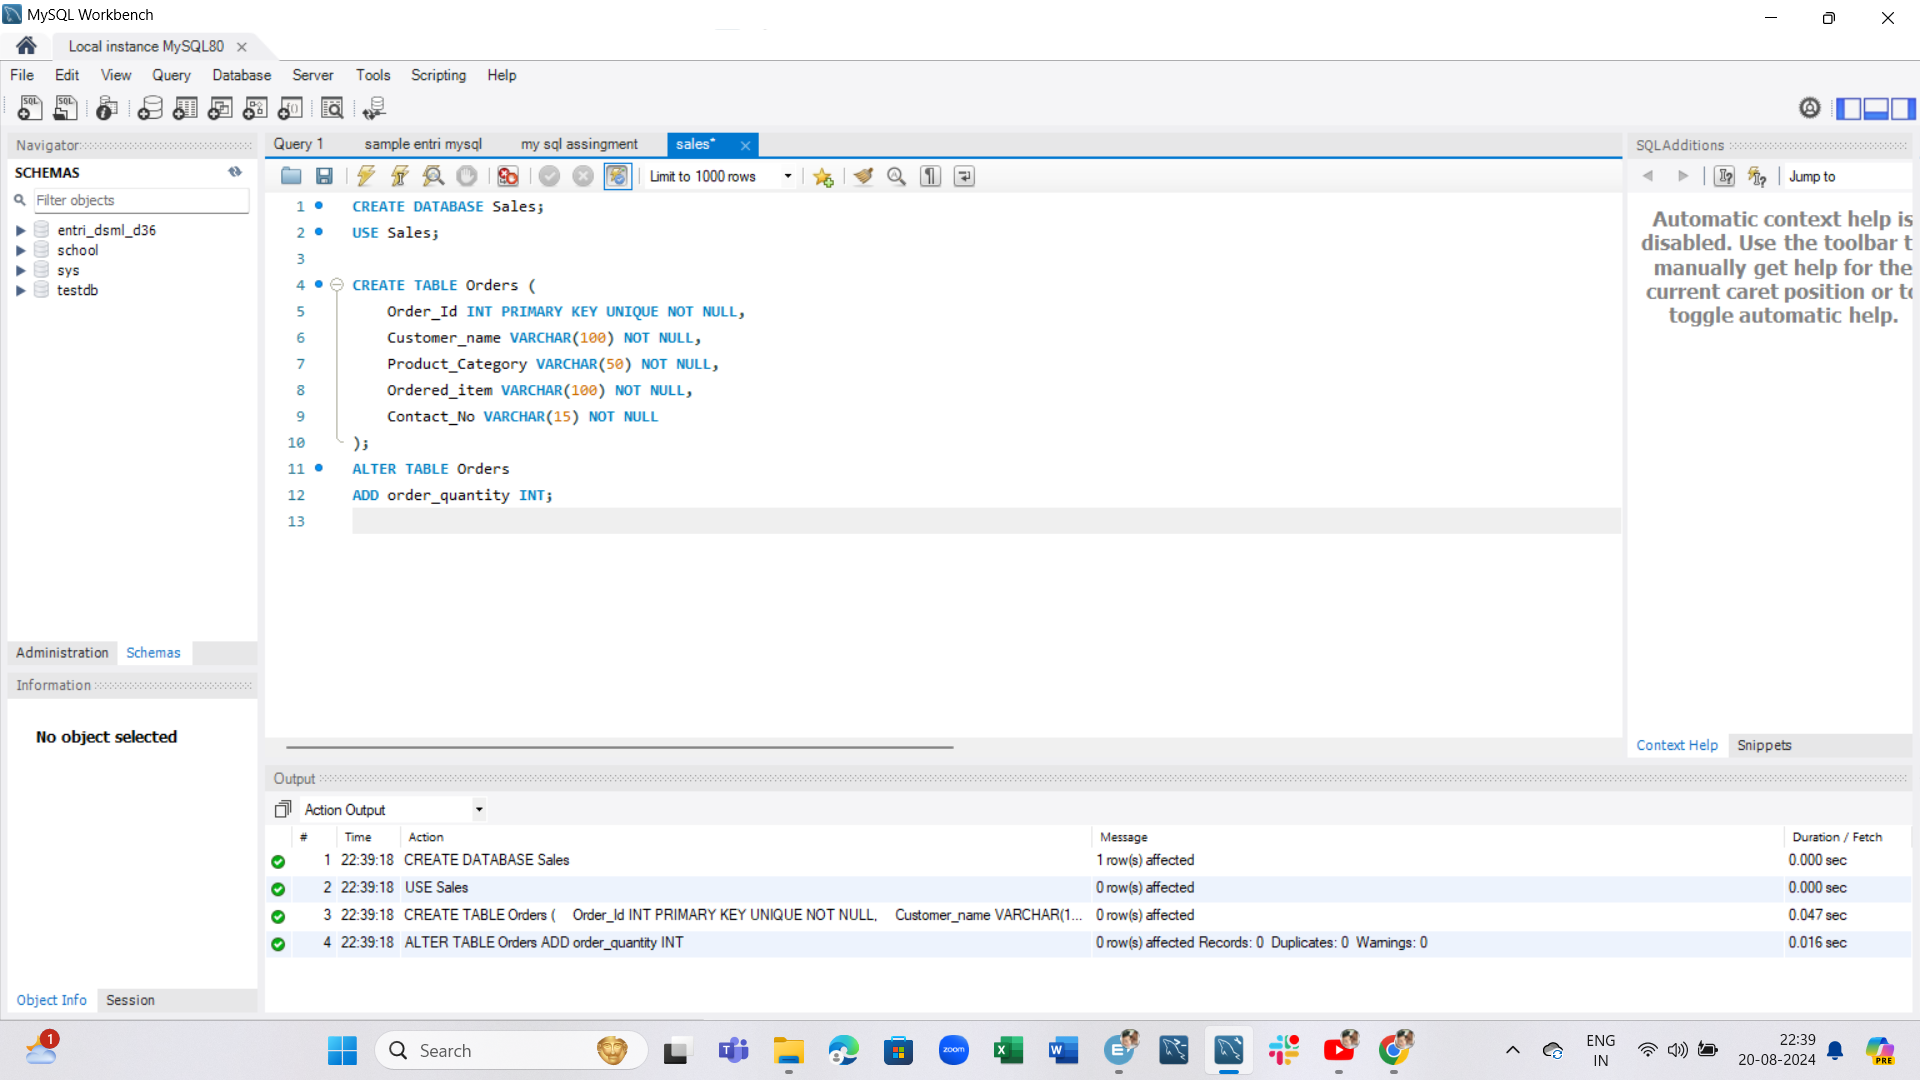 MySQL Workbench
Local instance MySQL80
File Edit View Query Database Server Tools Scripting Help
Navigator
SCHEMAS
Filter objects
entri_dsml_d36
school
sys
testdb
Administration Schemas
Information
No object selected
Object Info Session
Query 1 sample entri mysql my sql assingment sales*
Limit to 1000 rows
1 CREATE DATABASE Sales;
2 USE Sales;
3
4 CREATE TABLE Orders (
5 Order_Id INT PRIMARY KEY UNIQUE NOT NULL,
6 Customer_name VARCHAR(100) NOT NULL,
7 Product_Category VARCHAR(50) NOT NULL,
8 Ordered_item VARCHAR(100) NOT NULL,
9 Contact_No VARCHAR(15) NOT NULL
10 );
11 ALTER TABLE Orders
12 ADD order_quantity INT;
13
SQLAdditions
Jump to
Automatic context help is
disabled. Use the toolbar t
manually get help for the
current caret position or to
toggle automatic help.
Context Help Snippets
Output
Action Output
# Time Action Message Duration / Fetch
1 22:39:18 CREATE DATABASE Sales 1 row(s) affected 0.000 sec
2 22:39:18 USE Sales 0 row(s) affected 0.000 sec
3 22:39:18 CREATE TABLE Orders ( Order_Id INT PRIMARY KEY UNIQUE NOT NULL, Customer_name VARCHAR(1... 0 row(s) affected 0.047 sec
4 22:39:18 ALTER TABLE Orders ADD order_quantity INT 0 row(s) affected Records: 0 Duplicates: 0 Warnings: 0 0.016 sec
1
Search
zoom
ENG
IN
22:39
20-08-2024
PRE